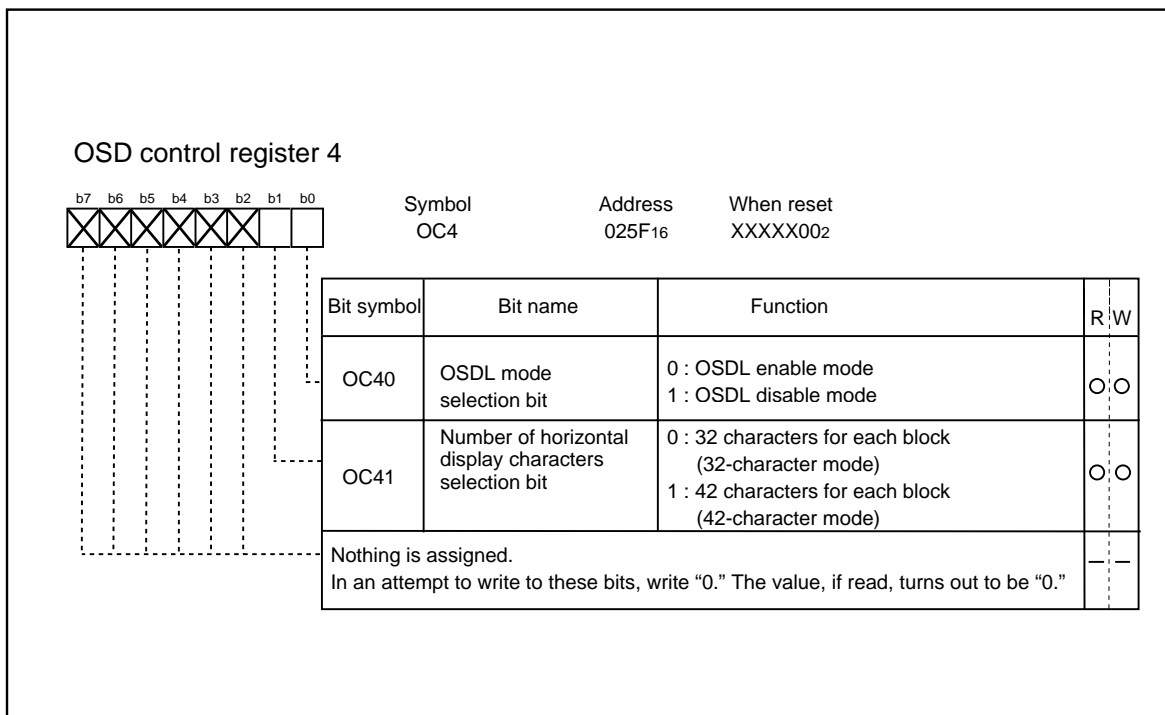 OSD control register 4
b7 b6 b5 b4 b3 b2 b1 b0
Symbol Address When reset
OC4 025F16 XXXXX002
Bit symbol Bit name Function R W
OC40 OSDL mode
selection bit
0 : OSDL enable mode
1 : OSDL disable mode
OC41 Number of horizontal
display characters
selection bit
0 : 32 characters for each block
(32-character mode)
1 : 42 characters for each block
(42-character mode)
Nothing is assigned.
In an attempt to write to these bits, write “0.” The value, if read, turns out to be “0.”